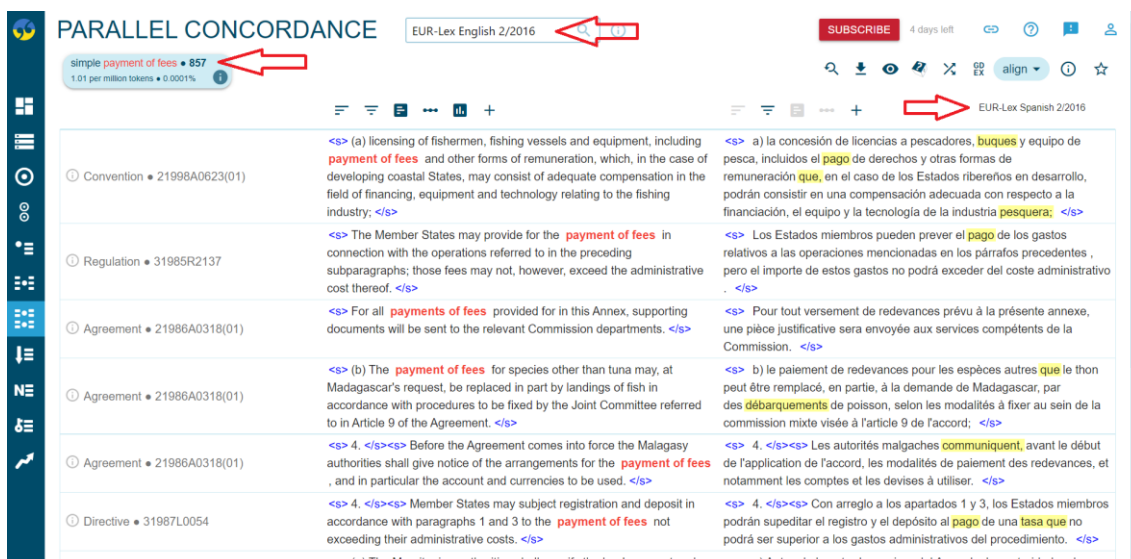 PARALLEL CONCORDANCE
EUR-Lex English 2/2016
SUBSCRIBE
4 days left
simple payment of fees • 857
1.01 per million tokens • 0.0001%
GD
EX
align
EUR-Lex Spanish 2/2016
Convention • 21998A0623(01)
<s> (a) licensing of fishermen, fishing vessels and equipment, including
payment of fees and other forms of remuneration, which, in the case of
developing coastal States, may consist of adequate compensation in the
field of financing, equipment and technology relating to the fishing
industry; </s>
<s> a) la concesión de licencias a pescadores, buques y equipo de
pesca, incluidos el pago de derechos y otras formas de
remuneración que, en el caso de los Estados ribereños en desarrollo,
podrán consistir en una compensación adecuada con respecto a la
financiación, el equipo y la tecnología de la industria pesquera; </s>
Regulation • 31985R2137
<s> The Member States may provide for the payment of fees in
connection with the operations referred to in the preceding
subparagraphs; those fees may not, however, exceed the administrative
cost thereof. </s>
<s> Los Estados miembros pueden prever el pago de los gastos
relativos a las operaciones mencionadas en los párrafos precedentes ,
pero el importe de estos gastos no podrá exceder del coste administrativo
. </s>
Agreement • 21986A0318(01)
<s> For all payments of fees provided for in this Annex, supporting
documents will be sent to the relevant Commission departments. </s>
<s> Pour tout versement de redevances prévu à la présente annexe,
une pièce justificative sera envoyée aux services compétents de la
Commission. </s>
Agreement • 21986A0318(01)
<s> (b) The payment of fees for species other than tuna may, at
Madagascar's request, be replaced in part by landings of fish in
accordance with procedures to be fixed by the Joint Committee referred
to in Article 9 of the Agreement. </s>
<s> b) le paiement de redevances pour les espèces autres que le thon
peut être remplacé, en partie, à la demande de Madagascar, par
des débarquements de poisson, selon les modalités à fixer au sein de la
commission mixte visée à l'article 9 de l'accord; </s>
Agreement • 21986A0318(01)
<s> 4. </s><s> Before the Agreement comes into force the Malagasy
authorities shall give notice of the arrangements for the payment of fees
, and in particular the account and currencies to be used. </s>
<s> 4. </s><s> Les autorités malgaches communiquent, avant le début
de l'application de l'accord, les modalités de paiement des redevances, et
notamment les comptes et les devises à utiliser. </s>
Directive • 31987L0054
<s> 4. </s><s> Member States may subject registration and deposit in
accordance with paragraphs 1 and 3 to the payment of fees not
exceeding their administrative costs. </s>
<s> 4. </s><s> Con arreglo a los apartados 1 y 3, los Estados miembros
podrán supeditar el registro y el depósito al pago de una tasa que no
podrá ser superior a los gastos administrativos del procedimiento. </s>